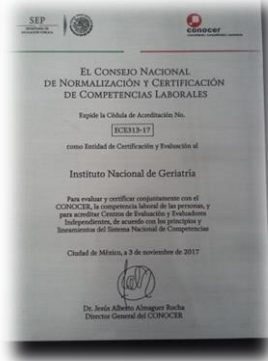 SEP
SECRETARÍA DE
EDUCACIÓN PÚBLICA
conocer
EL CONSEJO NACIONAL
DE NORMALIZACIÓN Y CERTIFICACIÓN
DE COMPETENCIAS LABORALES
Expide la Cédula de Acreditación No.
ECE313-17
como Entidad de Certificación y Evaluación al
Instituto Nacional de Geriatría
Para evaluar y certificar conjuntamente con el
CONOCER, la competencia laboral de las personas, y
para acreditar Centros de Evaluación y Evaluadores
Independientes, de acuerdo con los principios y
lineamientos del Sistema Nacional de Competencias
Ciudad de México, a 3 de noviembre de 2017
Dr. Jesús Alberto Almaguer Rocha
Director General del CONOCER